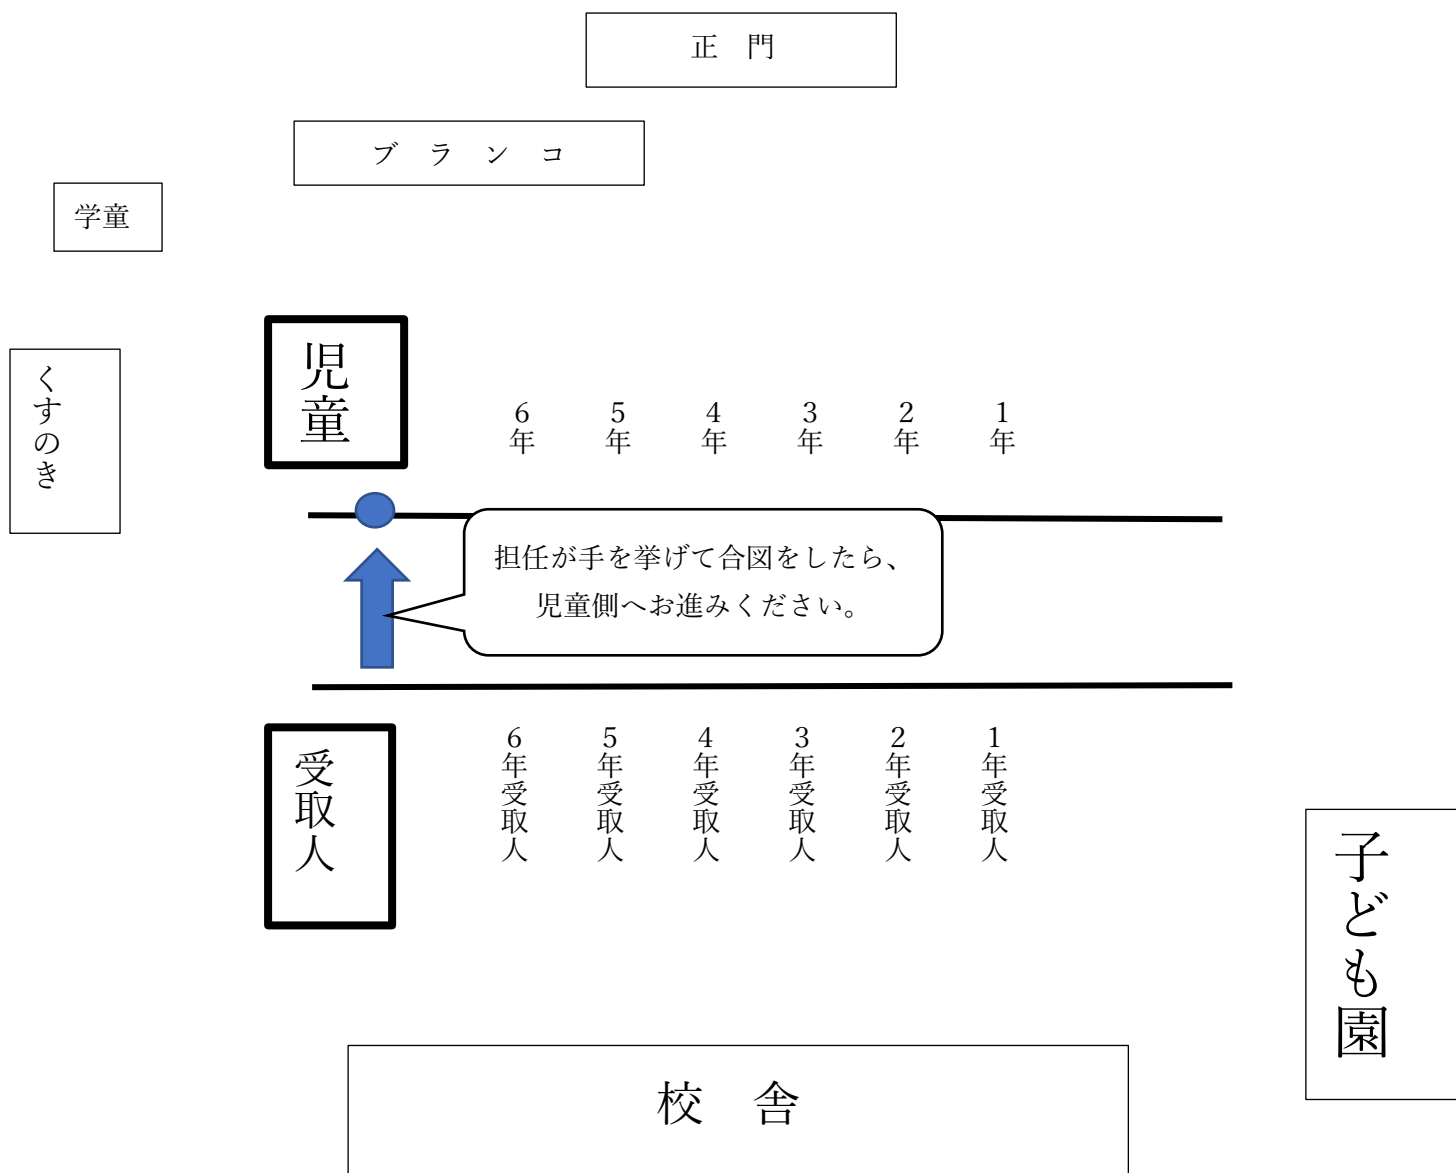 正　門
ブ　ラ　ン　コ
学童
くすのき
児童
6年
5年
4年
3年
2年
1年
担任が手を挙げて合図をしたら、
児童側へお進みください。
受取人
6年受取人
5年受取人
4年受取人
3年受取人
2年受取人
1年受取人
子ども園
校　舎